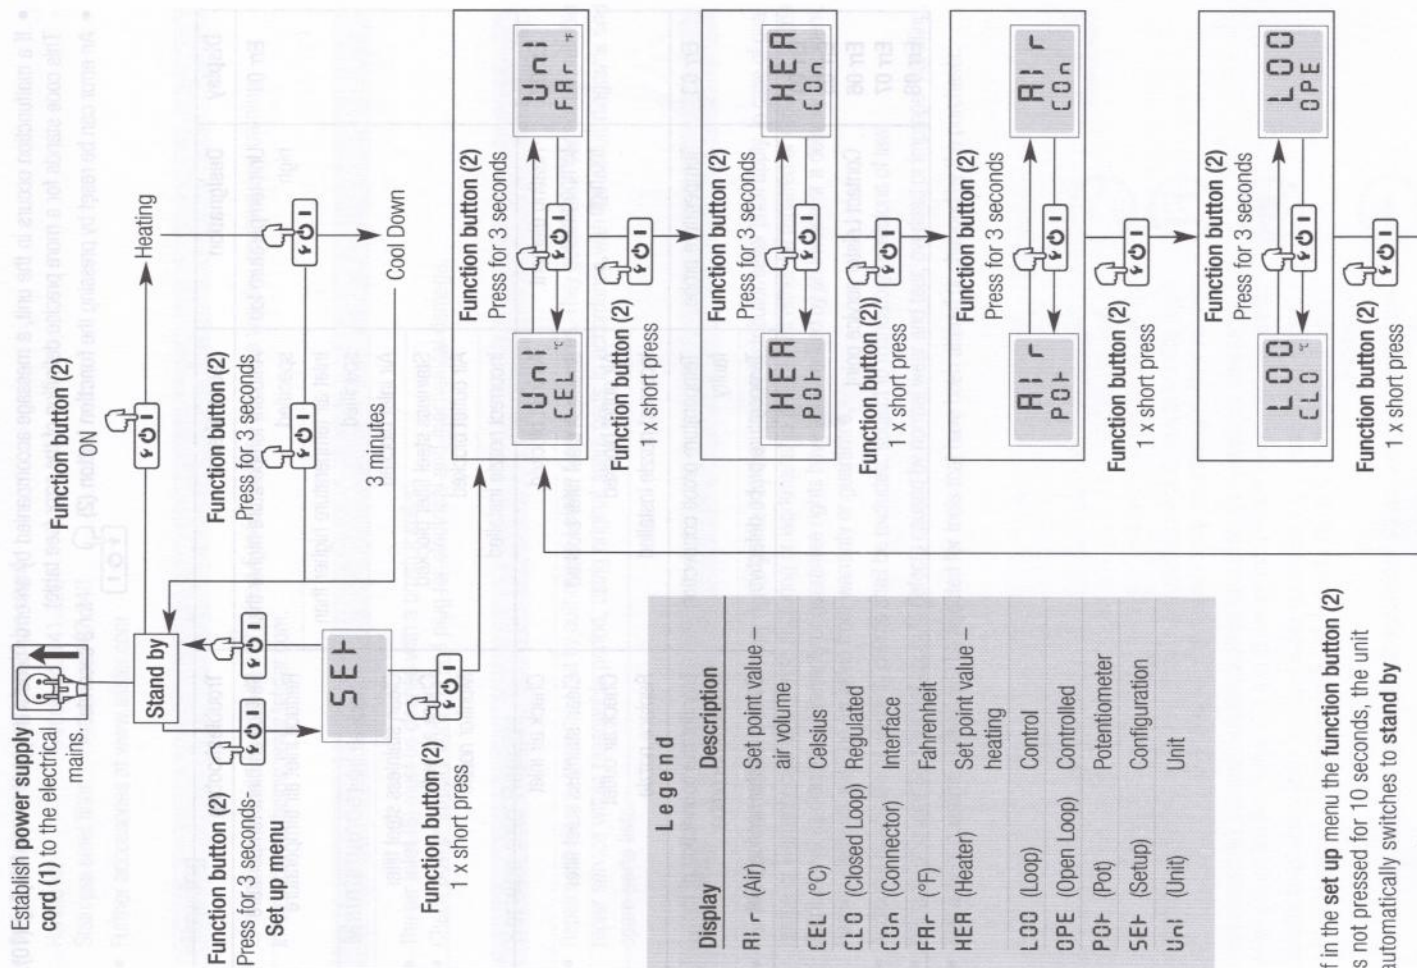 Establish power supply
cord (1) to the electrical
mains.
Function button (2)
ON
Heating
Stand by
Function button (2)
Press for 3 seconds
3 minutes
Cool Down
Function button (2)
Press for 3 seconds-
Set up menu
SEt
Function button (2)
1 x short press
Function button (2)
Press for 3 seconds
UnI
CEL °C
UnI
FAr °F
Function button (2)
1 x short press
Function button (2)
Press for 3 seconds
HEA
POt
HEA
COn
Function button (2))
1 x short press
Function button (2)
Press for 3 seconds
AIr
POt
AIr
COn
Function button (2)
1 x short press
Function button (2)
Press for 3 seconds
LOO
CLO °C
LOO
OPE
Function button (2)
1 x short press
Legend
Display Description
AIr (Air) Set point value –
air volume
CEL (°C) Celsius
CLO (Closed Loop) Regulated
COn (Connector) Interface
FAr (°F) Fahrenheit
HEA (Heater) Set point value –
heating
LOO (Loop) Control
OPE (Open Loop) Controlled
POt (Pot) Potentiometer
SEt (Setup) Configuration
UnI (Unit) Unit
f in the set up menu the function button (2)
s not pressed for 10 seconds, the unit
automatically switches to stand by